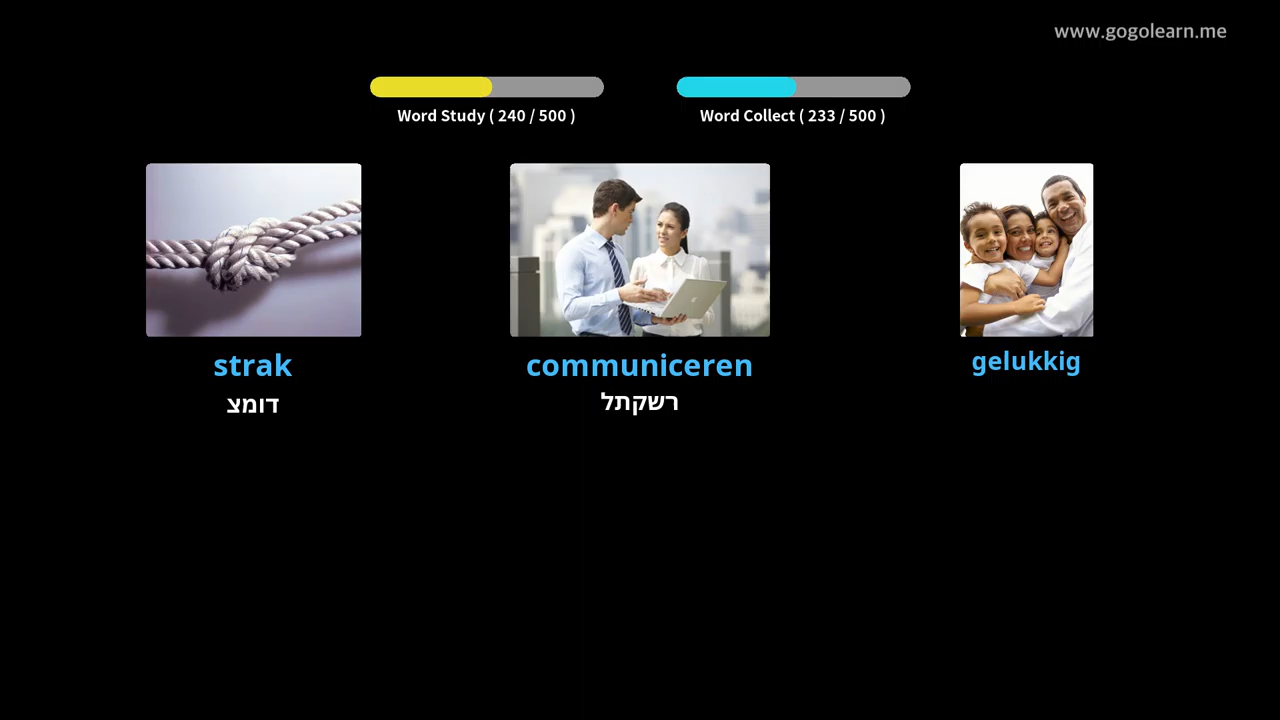 www.gogolearn.me
Word Study ( 240 / 500 )
Word Collect ( 233 / 500 )
strak
דומצ
communiceren
רשקתל
gelukkig